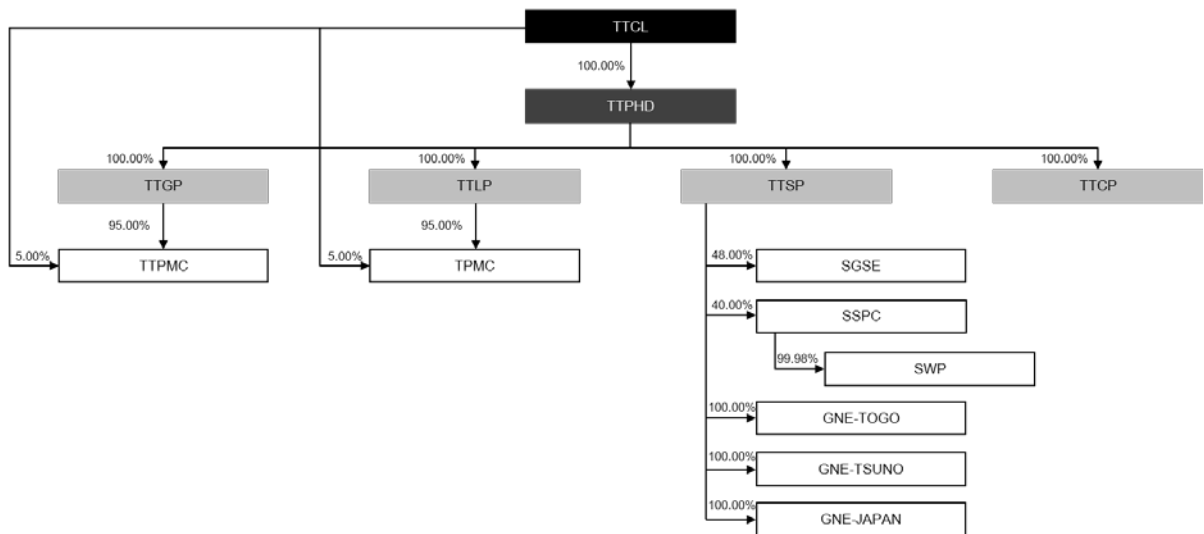 TTCL
100.00%
TTPHD
100.00% 100.00% 100.00% 100.00%
TTGP TTLP TTSP TTCP
95.00% 95.00%
5.00% TTPMC 5.00% TPMC 48.00% SGSE
40.00% SSPC
99.98% SWP
100.00% GNE-TOGO
100.00% GNE-TSUNO
100.00% GNE-JAPAN